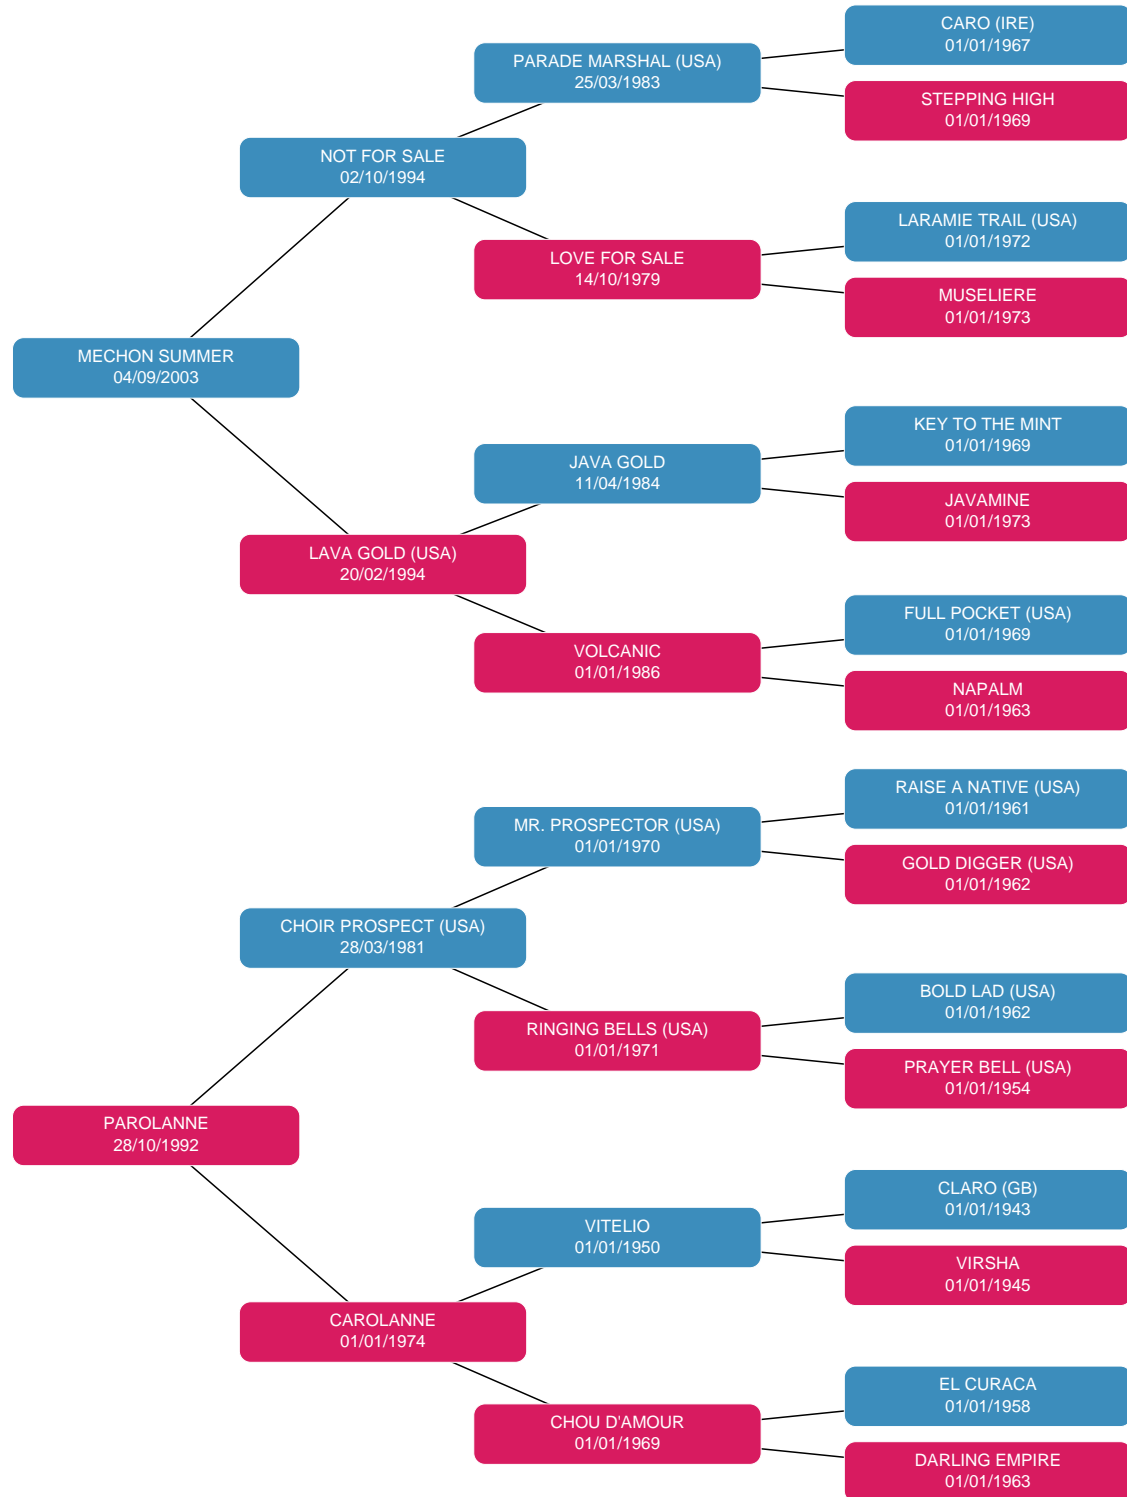 CARO (IRE)
01/01/1967
PARADE MARSHAL (USA)
25/03/1983
STEPPING HIGH
01/01/1969
NOT FOR SALE
02/10/1994
LARAMIE TRAIL (USA)
01/01/1972
LOVE FOR SALE
14/10/1979
MUSELIERE
01/01/1973
MECHON SUMMER
04/09/2003
KEY TO THE MINT
01/01/1969
JAVA GOLD
11/04/1984
JAVAMINE
01/01/1973
LAVA GOLD (USA)
20/02/1994
FULL POCKET (USA)
01/01/1969
VOLCANIC
01/01/1986
NAPALM
01/01/1963
RAISE A NATIVE (USA)
01/01/1961
MR. PROSPECTOR (USA)
01/01/1970
GOLD DIGGER (USA)
01/01/1962
CHOIR PROSPECT (USA)
28/03/1981
BOLD LAD (USA)
01/01/1962
RINGING BELLS (USA)
01/01/1971
PRAYER BELL (USA)
01/01/1954
PAROLANNE
28/10/1992
CLARO (GB)
01/01/1943
VITELIO
01/01/1950
VIRSHA
01/01/1945
CAROLANNE
01/01/1974
EL CURACA
01/01/1958
CHOU D'AMOUR
01/01/1969
DARLING EMPIRE
01/01/1963